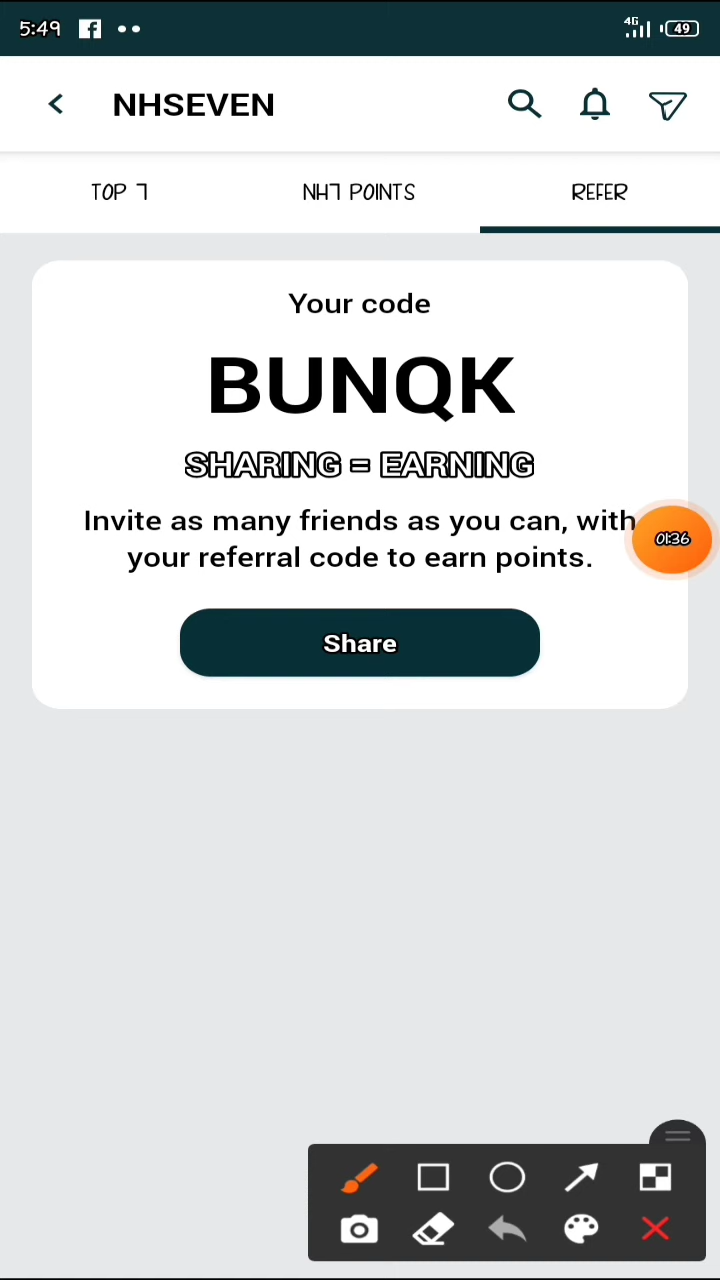 5:49
4G
49
NHSEVEN
TOP 7
NH7 POINTS
REFER
Your code
BUNQK
SHARING = EARNING
Invite as many friends as you can, with
your referral code to earn points.
01:36
Share